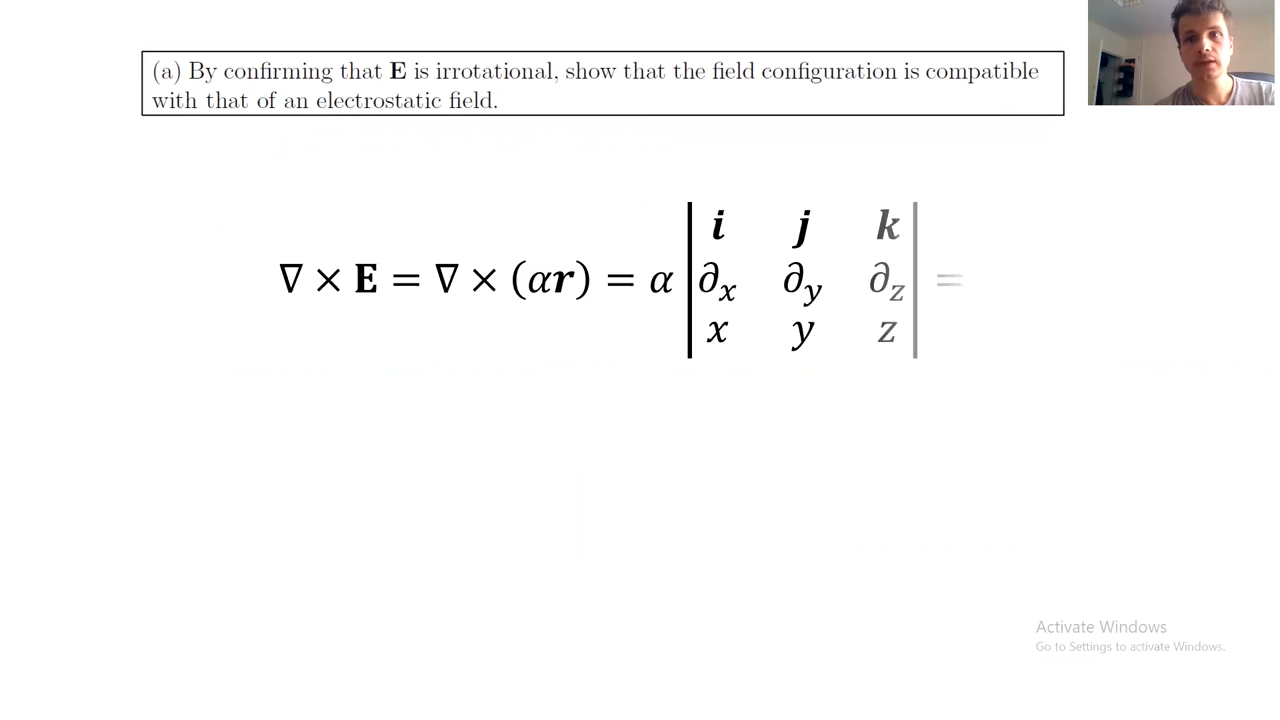 (a) By confirming that E is irrotational, show that the field configuration is compatible
with that of an electrostatic field.
i j k
∇ × E = ∇ × (αr) = α | ∂x ∂y ∂z | =
x y z
Activate Windows
Go to Settings to activate Windows.